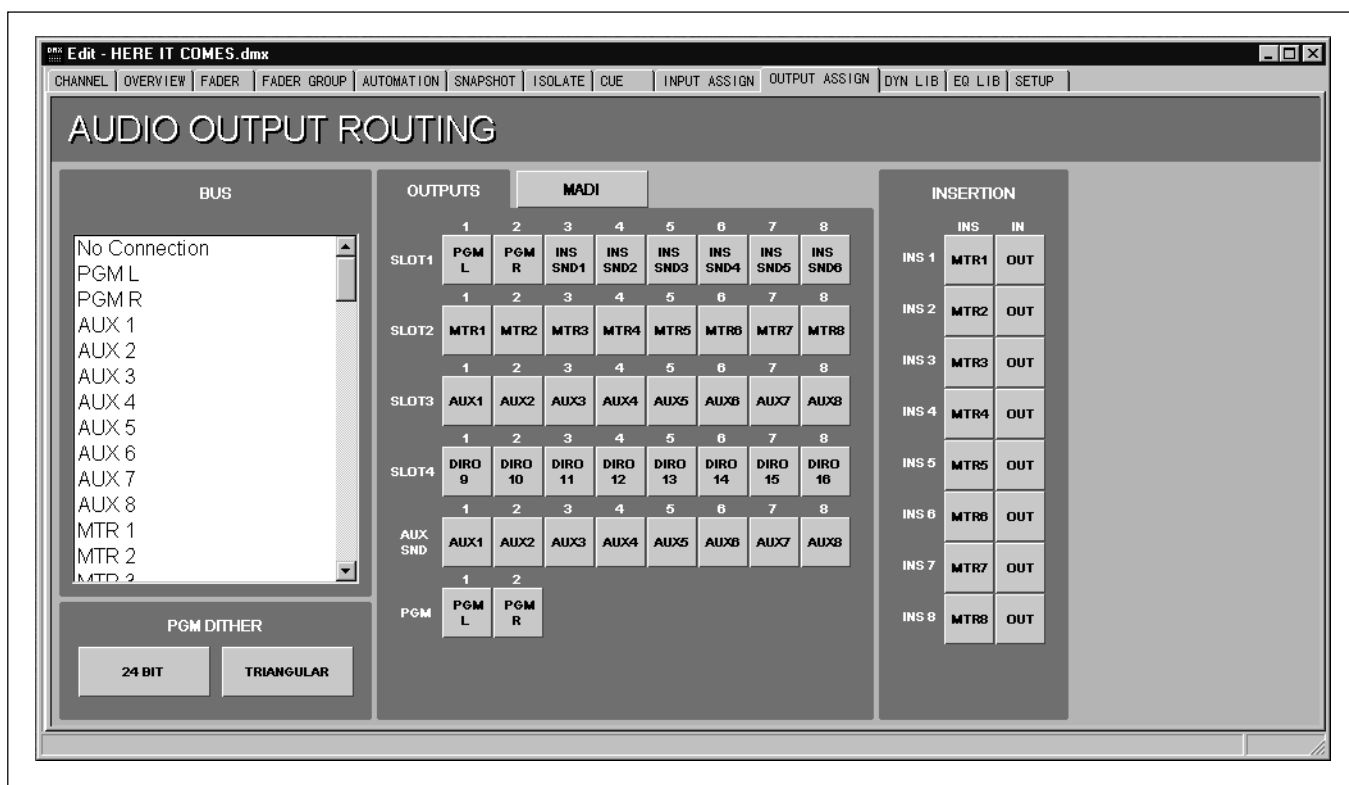 Edit - HERE IT COMES.dmx
CHANNEL OVERVIEW FADER FADER GROUP AUTOMATION SNAPSHOT ISOLATE CUE INPUT ASSIGN OUTPUT ASSIGN DYN LIB EQ LIB SETUP
AUDIO OUTPUT ROUTING
BUS
No Connection
PGM L
PGM R
AUX 1
AUX 2
AUX 3
AUX 4
AUX 5
AUX 6
AUX 7
AUX 8
MTR 1
MTR 2
MTR 3
PGM DITHER
24 BIT TRIANGULAR
OUTPUTS MADI
1 2 3 4 5 6 7 8
SLOT1 PGM L PGM R INS SND1 INS SND2 INS SND3 INS SND4 INS SND5 INS SND6
1 2 3 4 5 6 7 8
SLOT2 MTR1 MTR2 MTR3 MTR4 MTR5 MTR6 MTR7 MTR8
1 2 3 4 5 6 7 8
SLOT3 AUX1 AUX2 AUX3 AUX4 AUX5 AUX6 AUX7 AUX8
1 2 3 4 5 6 7 8
SLOT4 DIRO 9 DIRO 10 DIRO 11 DIRO 12 DIRO 13 DIRO 14 DIRO 15 DIRO 16
1 2 3 4 5 6 7 8
AUX SND AUX1 AUX2 AUX3 AUX4 AUX5 AUX6 AUX7 AUX8
1 2
PGM PGM L PGM R
INSERTION
INS IN
INS 1 MTR1 OUT
INS 2 MTR2 OUT
INS 3 MTR3 OUT
INS 4 MTR4 OUT
INS 5 MTR5 OUT
INS 6 MTR6 OUT
INS 7 MTR7 OUT
INS 8 MTR8 OUT